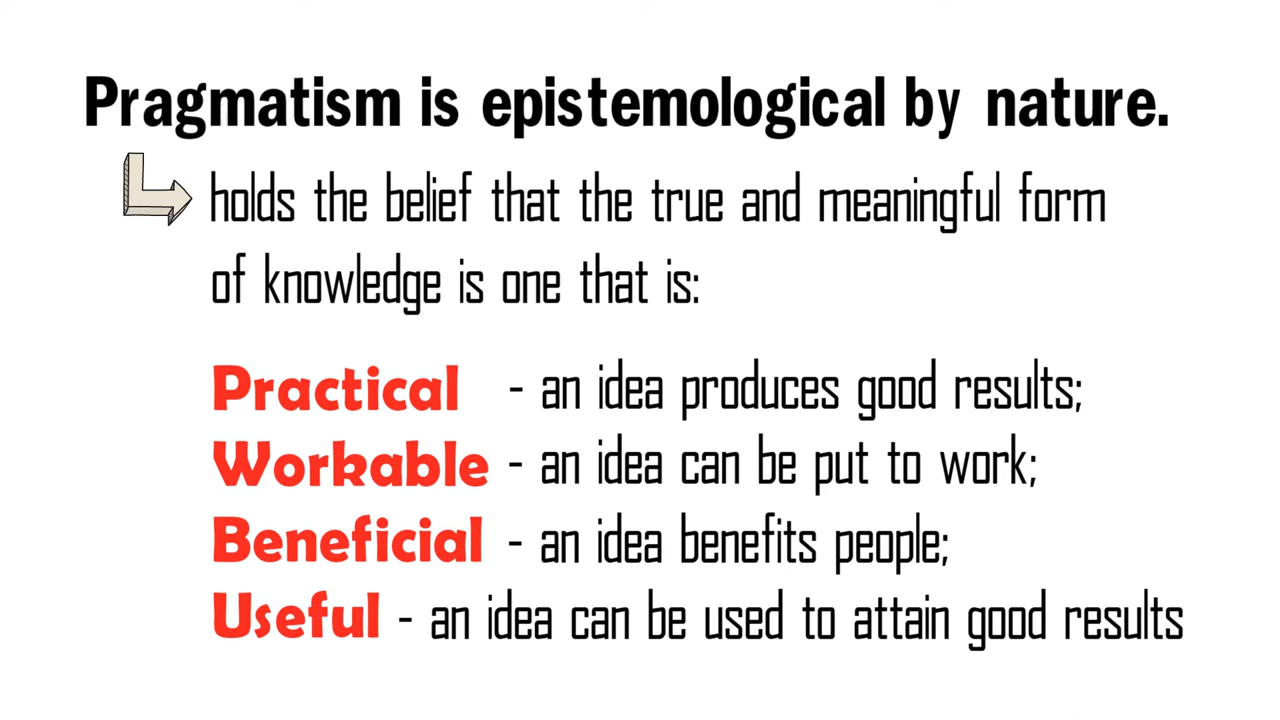 Pragmatism is epistemological by nature.
holds the belief that the true and meaningful form
of knowledge is one that is:
Practical - an idea produces good results;
Workable - an idea can be put to work;
Beneficial - an idea benefits people;
Useful - an idea can be used to attain good results